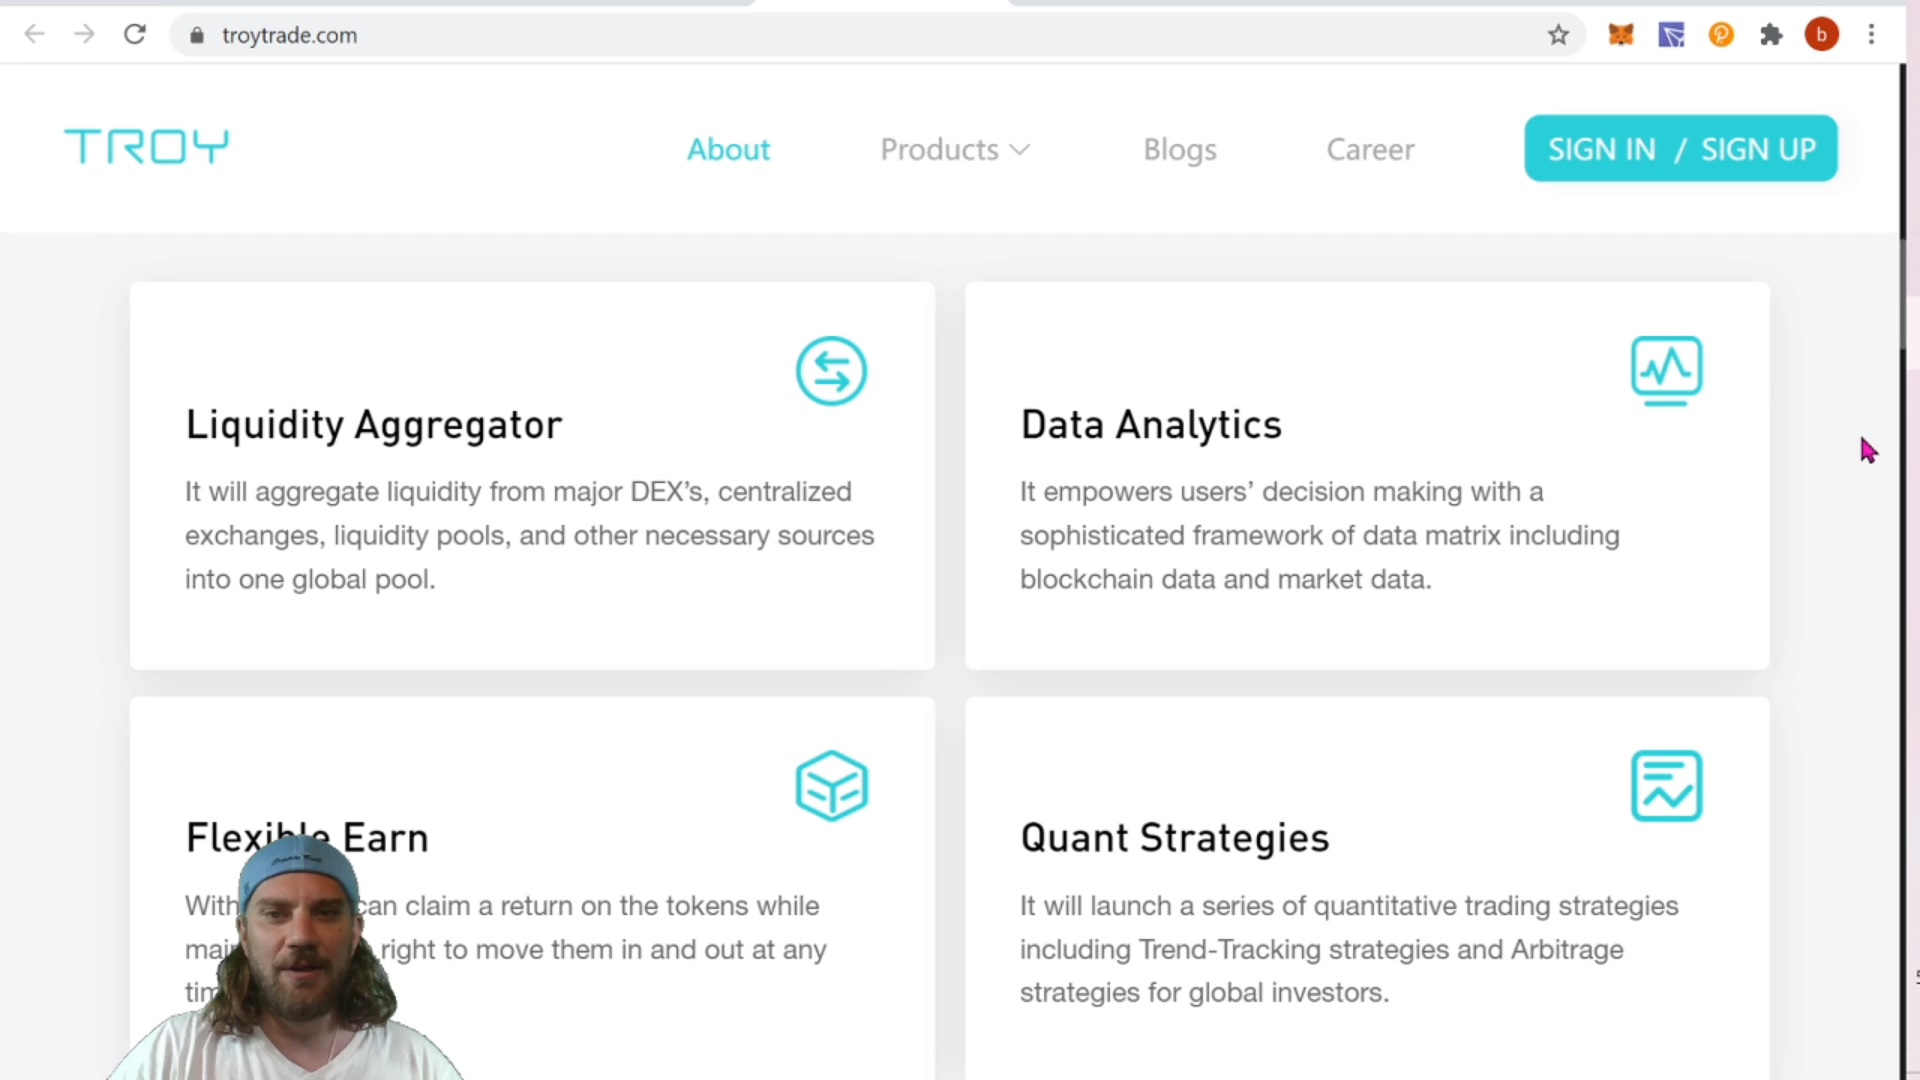 troytrade.com
b
TROY
About
Products
Blogs
Career
SIGN IN / SIGN UP
Liquidity Aggregator
It will aggregate liquidity from major DEX’s, centralized
exchanges, liquidity pools, and other necessary sources
into one global pool.
Data Analytics
It empowers users’ decision making with a
sophisticated framework of data matrix including
blockchain data and market data.
Flexible Earn
With can claim a return on the tokens while
right to move them in and out at any
Quant Strategies
It will launch a series of quantitative trading strategies
including Trend-Tracking strategies and Arbitrage
strategies for global investors.